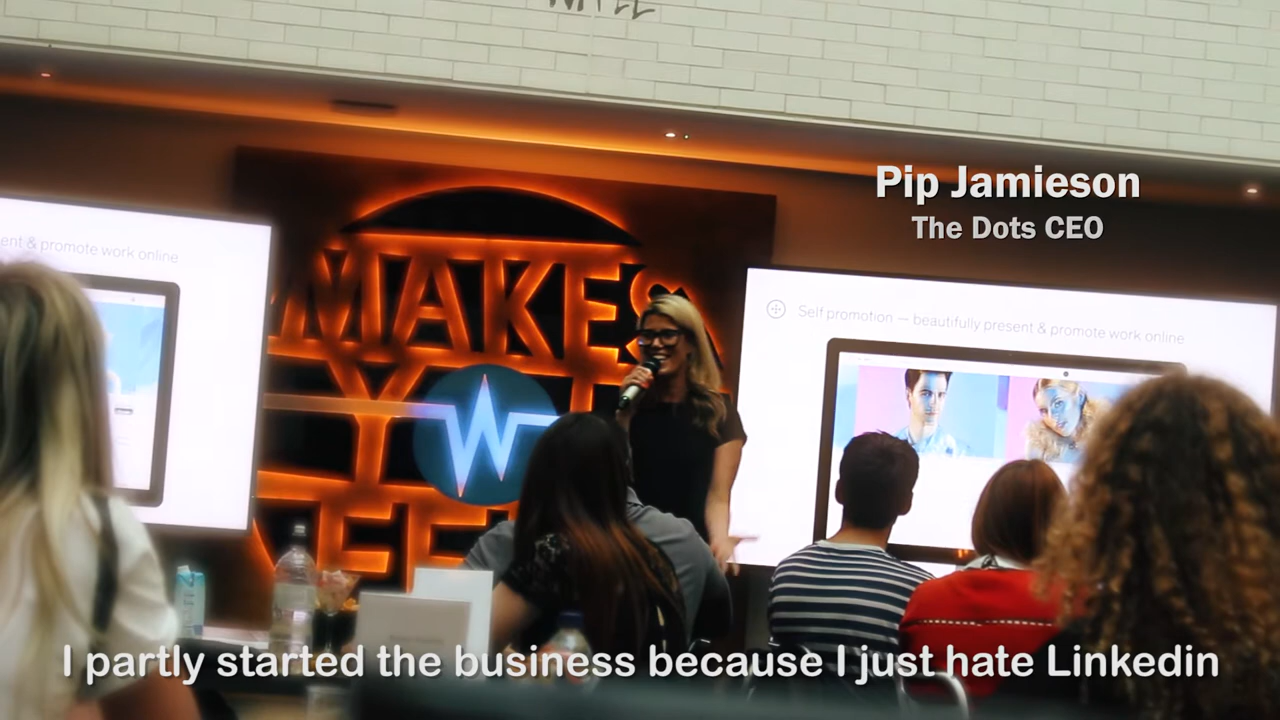 Pip Jamieson
The Dots CEO
ent & promote work online
Self promotion — beautifully present & promote work online
MAKES
W
I partly started the business because I just hate Linkedin